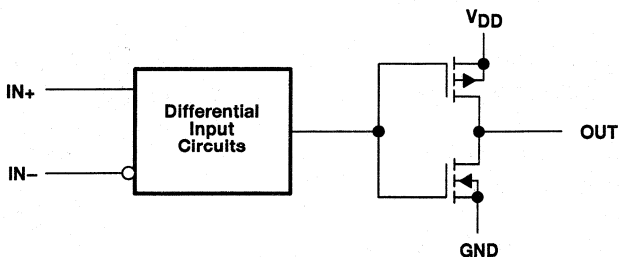 VDD
IN+
Differential
Input
Circuits
OUT
IN–
GND